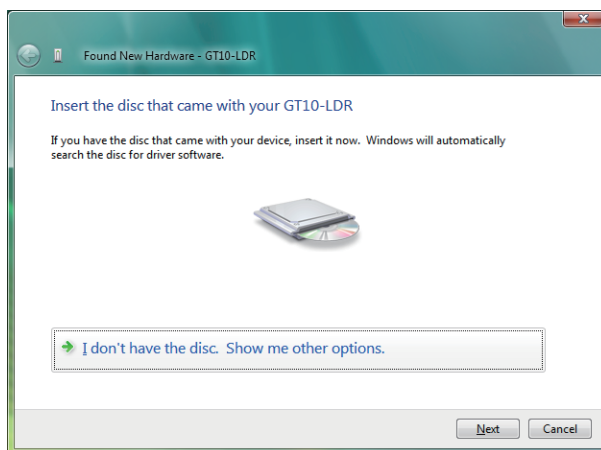 Found New Hardware - GT10-LDR
Insert the disc that came with your GT10-LDR
If you have the disc that came with your device, insert it now.  Windows will automatically
search the disc for driver software.
I don't have the disc.  Show me other options.
Next Cancel